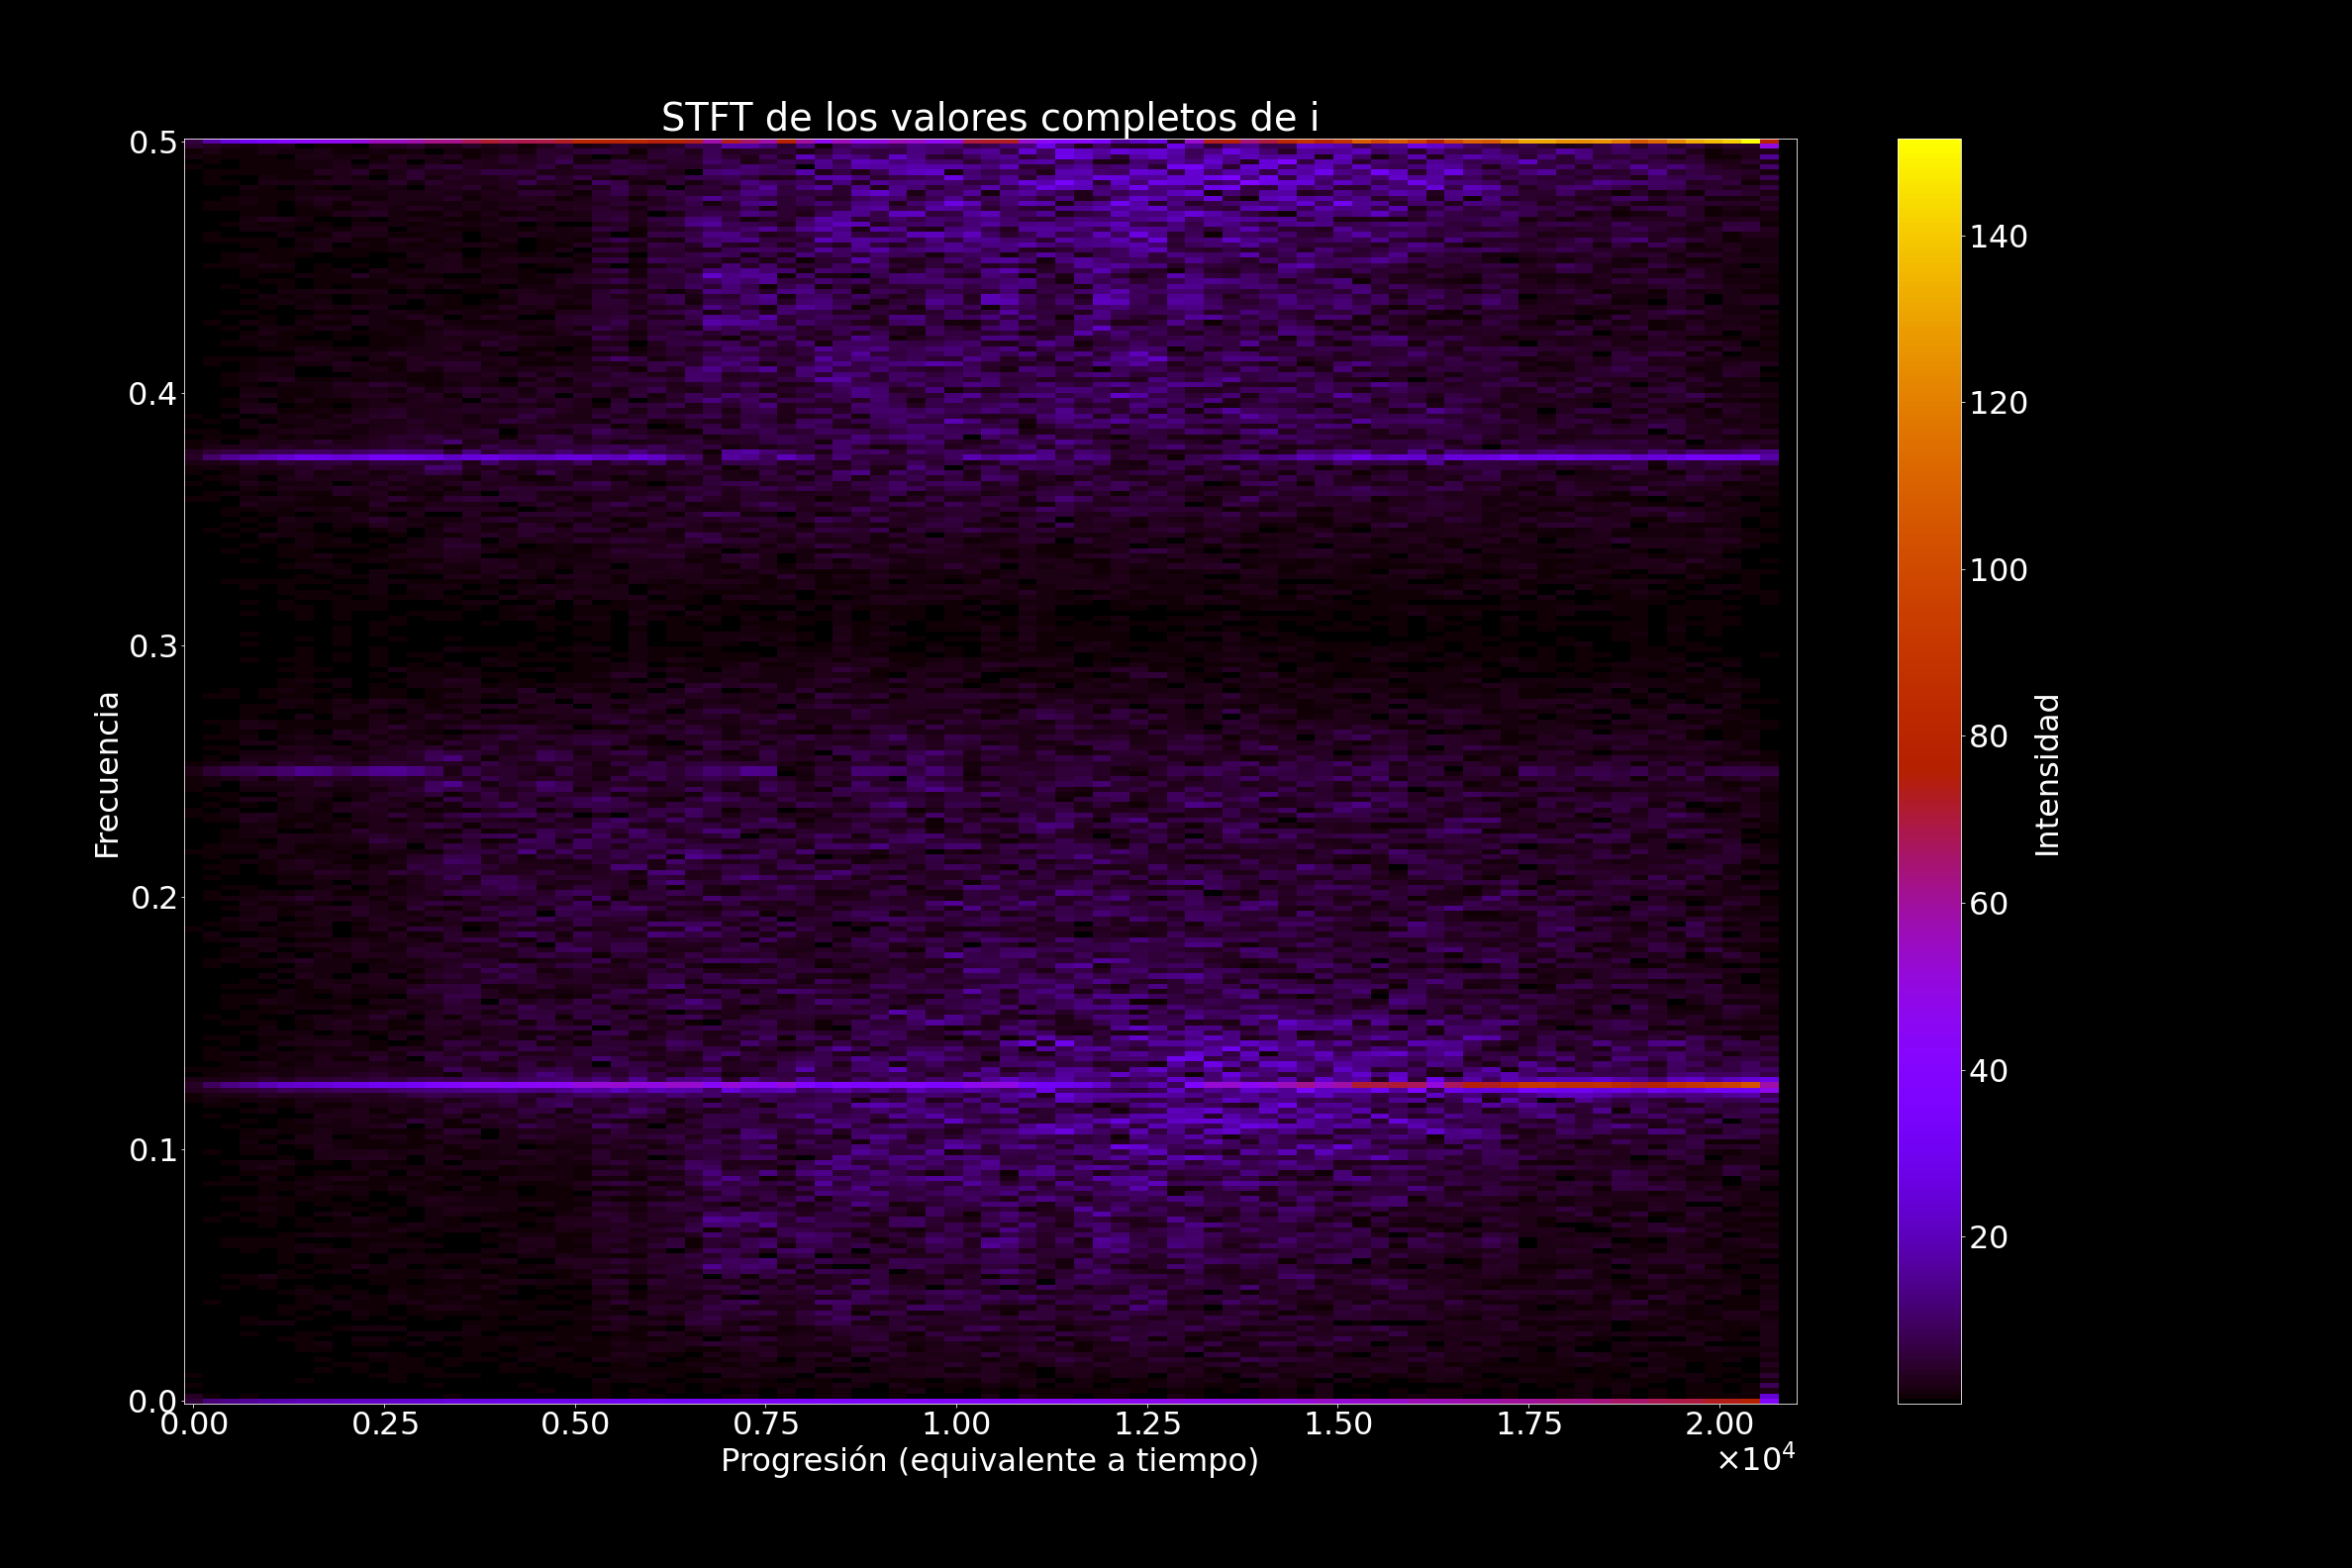 STFT de los valores completos de i
0.5
0.4
0.3
0.2
0.1
0.0
Frecuencia
0.00 0.25 0.50 0.75 1.00 1.25 1.50 1.75 2.00
×10⁴
Progresión (equivalente a tiempo)
140
120
100
80
60
40
20
Intensidad